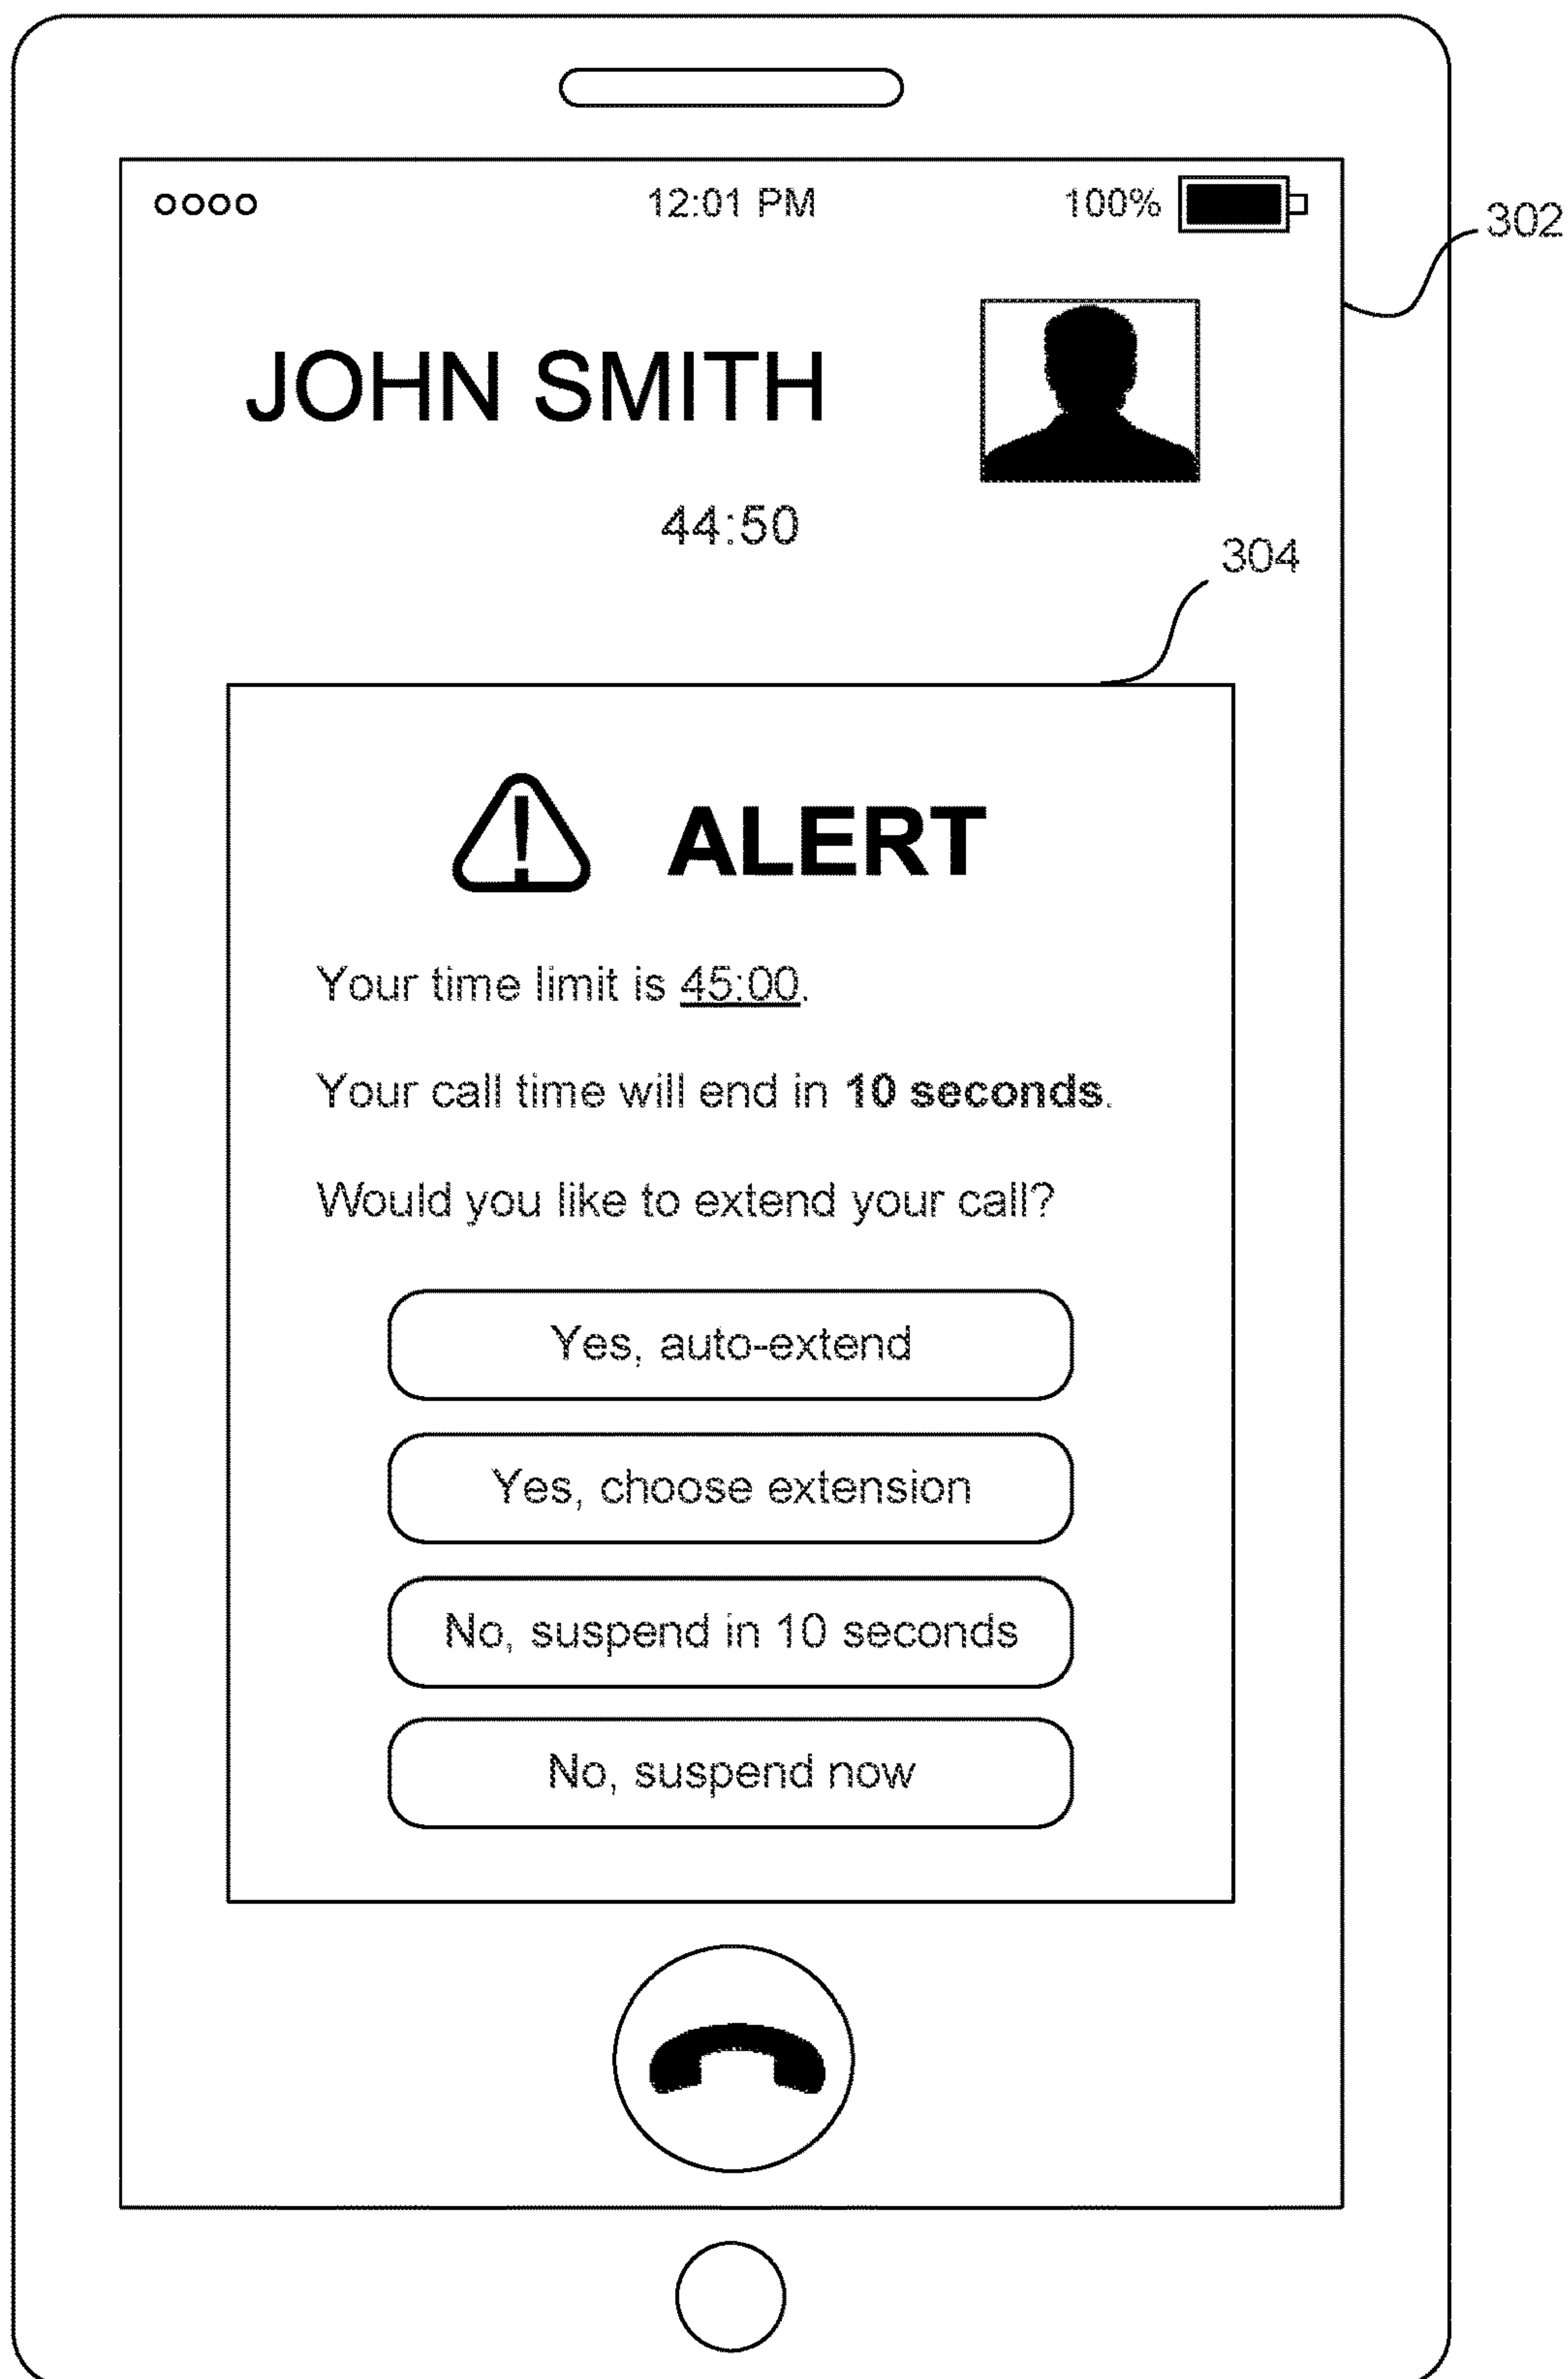 12:01 PM 100%
302
JOHN SMITH
44:50
304
ALERT
Your time limit is 45:00.
Your call time will end in 10 seconds.
Would you like to extend your call?
Yes, auto-extend
Yes, choose extension
No, suspend in 10 seconds
No, suspend now